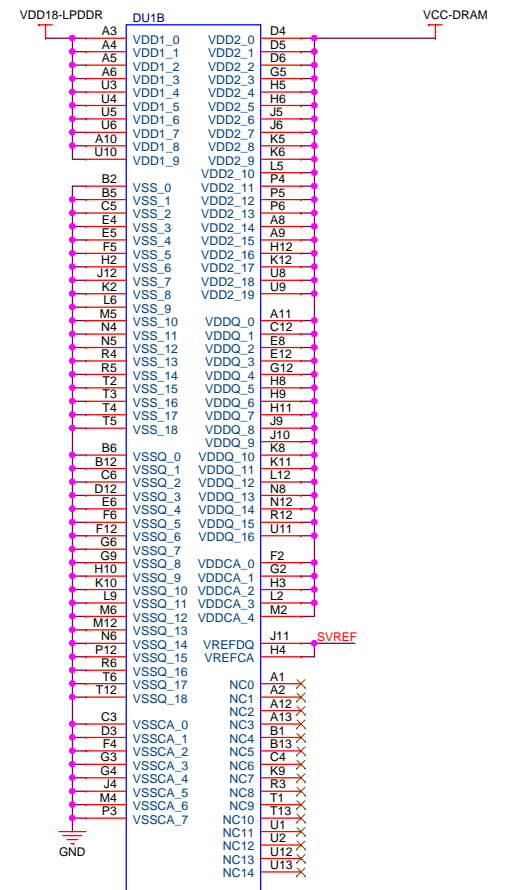 VDD18-LPDDR
DU1B
VCC-DRAM
A3 VDD1_0
A4 VDD1_1
A5 VDD1_2
A6 VDD1_3
U3 VDD1_4
U4 VDD1_5
U5 VDD1_6
U6 VDD1_7
A10 VDD1_8
U10 VDD1_9
B2 VSS_0
B5 VSS_1
C5 VSS_2
E4 VSS_3
E5 VSS_4
F5 VSS_5
H2 VSS_6
J12 VSS_7
K2 VSS_8
L6 VSS_9
M5 VSS_10
N4 VSS_11
N5 VSS_12
R4 VSS_13
R5 VSS_14
T2 VSS_15
T3 VSS_16
T4 VSS_17
T5 VSS_18
B6 VSSQ_0
B12 VSSQ_1
C6 VSSQ_2
D12 VSSQ_3
E6 VSSQ_4
F6 VSSQ_5
F12 VSSQ_6
G6 VSSQ_7
G9 VSSQ_8
H10 VSSQ_9
K10 VSSQ_10
L9 VSSQ_11
M6 VSSQ_12
M12 VSSQ_13
N6 VSSQ_14
P12 VSSQ_15
R6 VSSQ_16
T6 VSSQ_17
T12 VSSQ_18
C3 VSSCA_0
D3 VSSCA_1
F4 VSSCA_2
G3 VSSCA_3
G4 VSSCA_4
J4 VSSCA_5
M4 VSSCA_6
P3 VSSCA_7
GND
VDD2_0 D4
VDD2_1 D5
VDD2_2 D6
VDD2_3 G5
VDD2_4 H5
VDD2_5 H6
VDD2_6 J5
VDD2_7 J6
VDD2_8 K5
VDD2_9 K6
VDD2_10 L5
VDD2_11 P4
VDD2_12 P5
VDD2_13 P6
VDD2_14 A8
VDD2_15 A9
VDD2_16 H12
VDD2_17 K12
VDD2_18 U8
VDD2_19 U9
VDDQ_0 A11
VDDQ_1 C12
VDDQ_2 E8
VDDQ_3 E12
VDDQ_4 G12
VDDQ_5 H8
VDDQ_6 H9
VDDQ_7 H11
VDDQ_8 J9
VDDQ_9 J10
VDDQ_10 K8
VDDQ_11 K11
VDDQ_12 L12
VDDQ_13 N8
VDDQ_14 N12
VDDQ_15 R12
VDDQ_16 U11
VDDCA_0 F2
VDDCA_1 G2
VDDCA_2 H3
VDDCA_3 L2
VDDCA_4 M2
VREFDQ J11 SVREF
VREFCA H4
NC0 A1
NC1 A2
NC2 A12
NC3 A13
NC4 B1
NC5 B13
NC6 C4
NC7 K9
NC8 R3
NC9 T1
NC10 T13
NC11 U1
NC12 U2
NC13 U12
NC14 U13